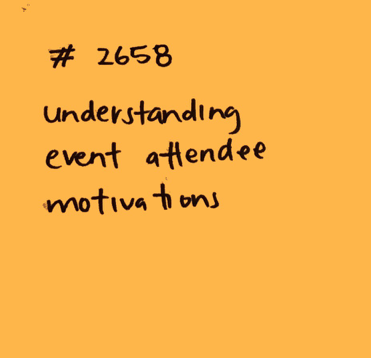 # 2658
understanding
event attendee
motivations